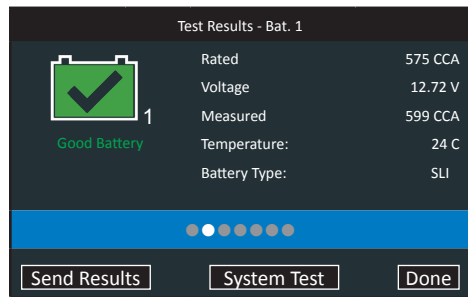 Test Results - Bat. 1
Rated 575 CCA
Voltage 12.72 V
1 Measured 599 CCA
Good Battery Temperature: 24 C
Battery Type: SLI
Send Results System Test Done